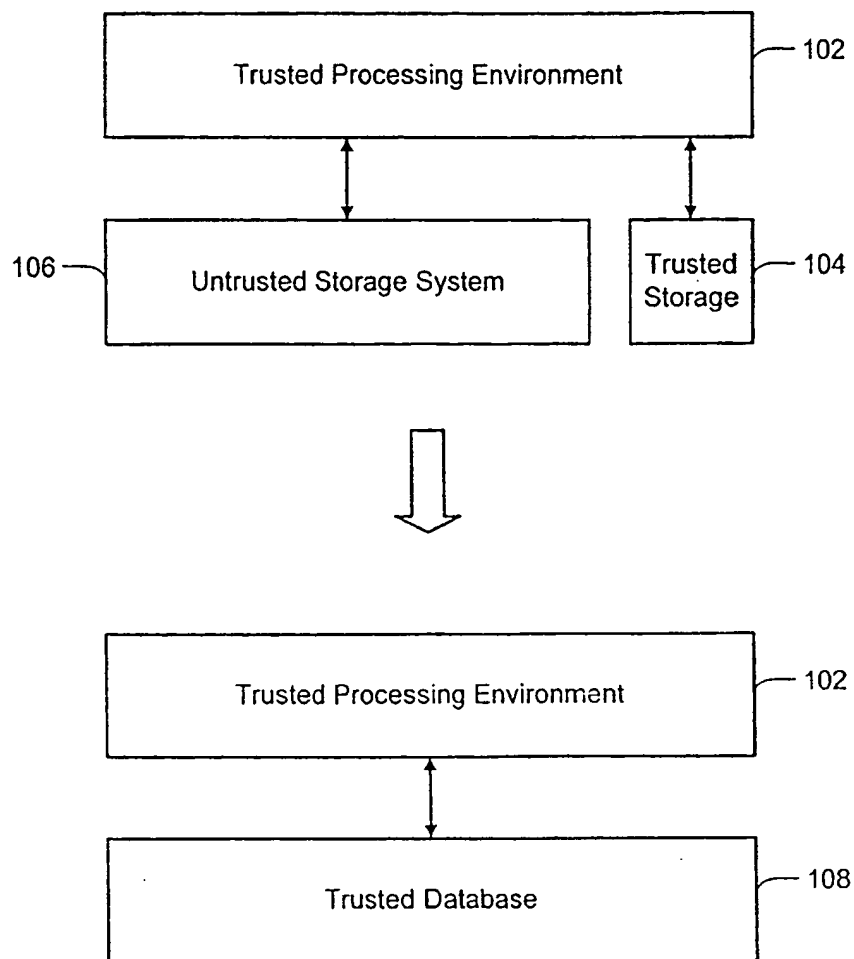 Trusted Processing Environment
102
106
Untrusted Storage System
Trusted
Storage
104
Trusted Processing Environment
102
Trusted Database
108